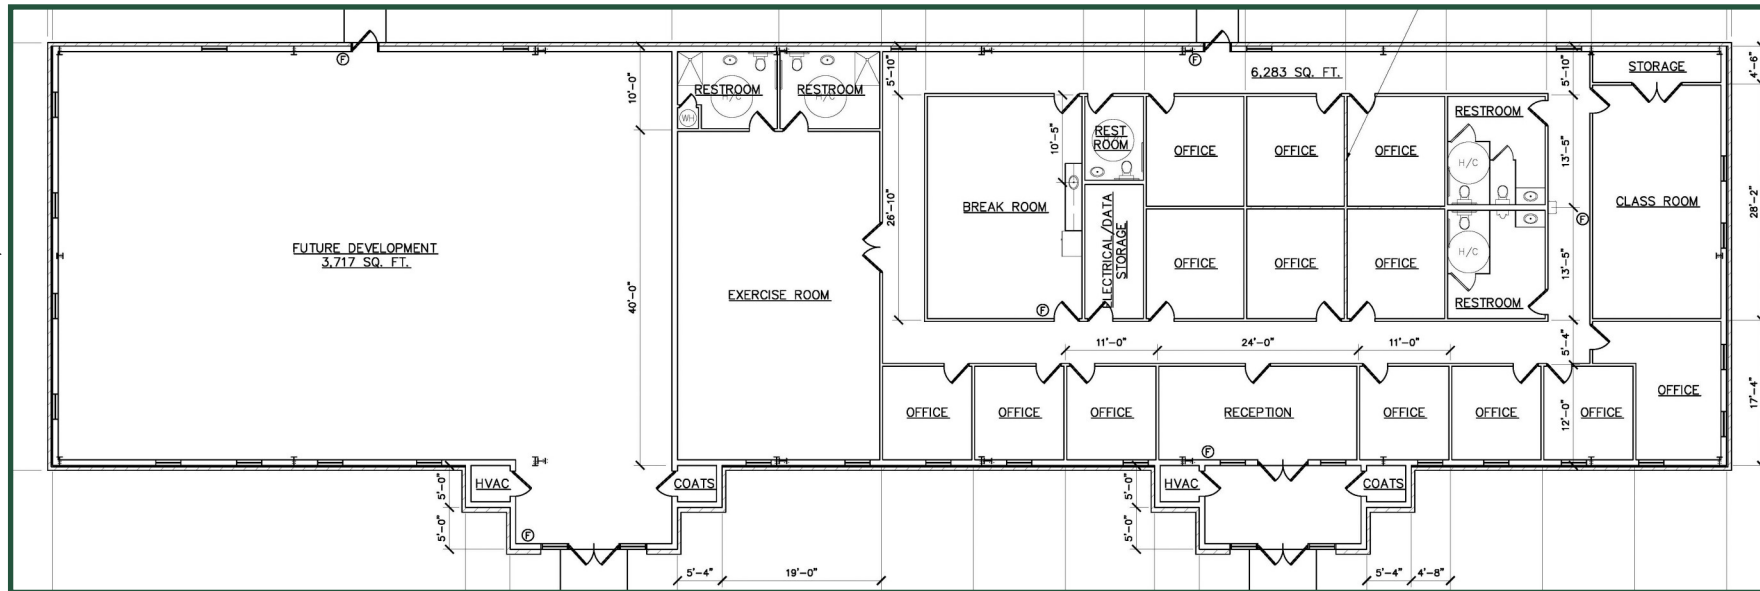 6,283 SQ. FT.
STORAGE
4'-6"
5'-10"
5'-10"
10'-0"
RESTROOM
H/C
RESTROOM
H/C
WH
F
F
REST
ROOM
10'-5"
OFFICE
OFFICE
OFFICE
RESTROOM
H/C
13'-5"
BREAK ROOM
26'-10"
ELECTRICAL/DATA
STORAGE
CLASS ROOM
28'-2"
F
FUTURE DEVELOPMENT
3,717 SQ. FT.
EXERCISE ROOM
40'-0"
OFFICE
OFFICE
OFFICE
H/C
RESTROOM
13'-5"
F
11'-0"
24'-0"
11'-0"
5'-4"
OFFICE
OFFICE
OFFICE
RECEPTION
OFFICE
OFFICE
OFFICE
OFFICE
12'-0"
17'-4"
F
HVAC
COATS
HVAC
COATS
5'-0"
5'-0"
5'-0"
5'-0"
F
5'-4"
19'-0"
5'-4"
4'-8"